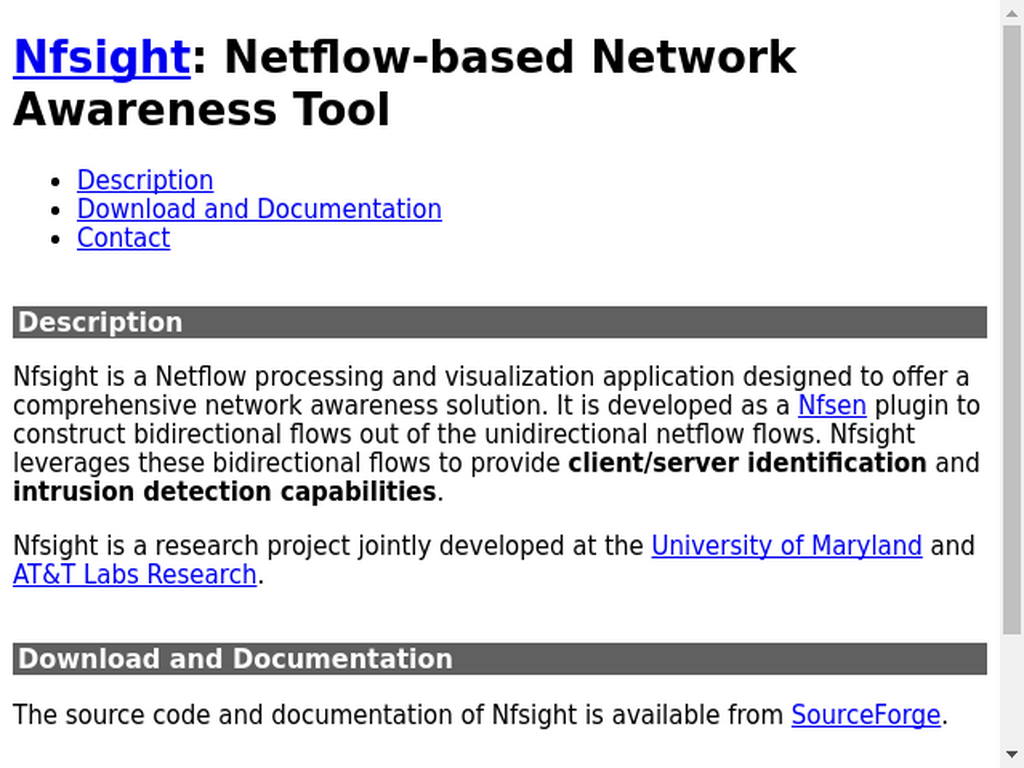 Nfsight: Netflow-based Network
Awareness Tool
• Description
• Download and Documentation
• Contact
Description
Nfsight is a Netflow processing and visualization application designed to offer a
comprehensive network awareness solution. It is developed as a Nfsen plugin to
construct bidirectional flows out of the unidirectional netflow flows. Nfsight
leverages these bidirectional flows to provide client/server identification and
intrusion detection capabilities.
Nfsight is a research project jointly developed at the University of Maryland and
AT&T Labs Research.
Download and Documentation
The source code and documentation of Nfsight is available from SourceForge.